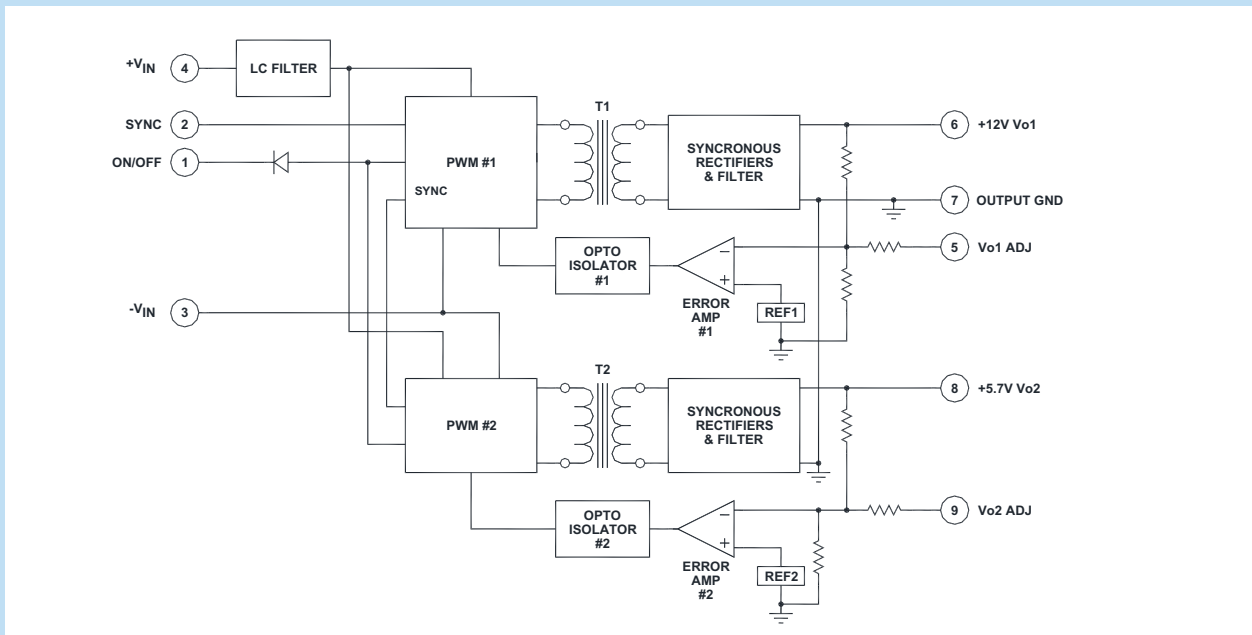 +VIN
4
LC FILTER
T1
SYNC
2
6
+12V Vo1
ON/OFF
1
PWM #1
SYNC
SYNCRONOUS
RECTIFIERS
& FILTER
7
OUTPUT GND
OPTO
ISOLATOR
#1
−
+
ERROR
AMP
#1
REF1
5
Vo1 ADJ
-VIN
3
T2
PWM #2
SYNCRONOUS
RECTIFIERS
& FILTER
8
+5.7V Vo2
OPTO
ISOLATOR
#2
−
+
ERROR
AMP
#2
REF2
9
Vo2 ADJ